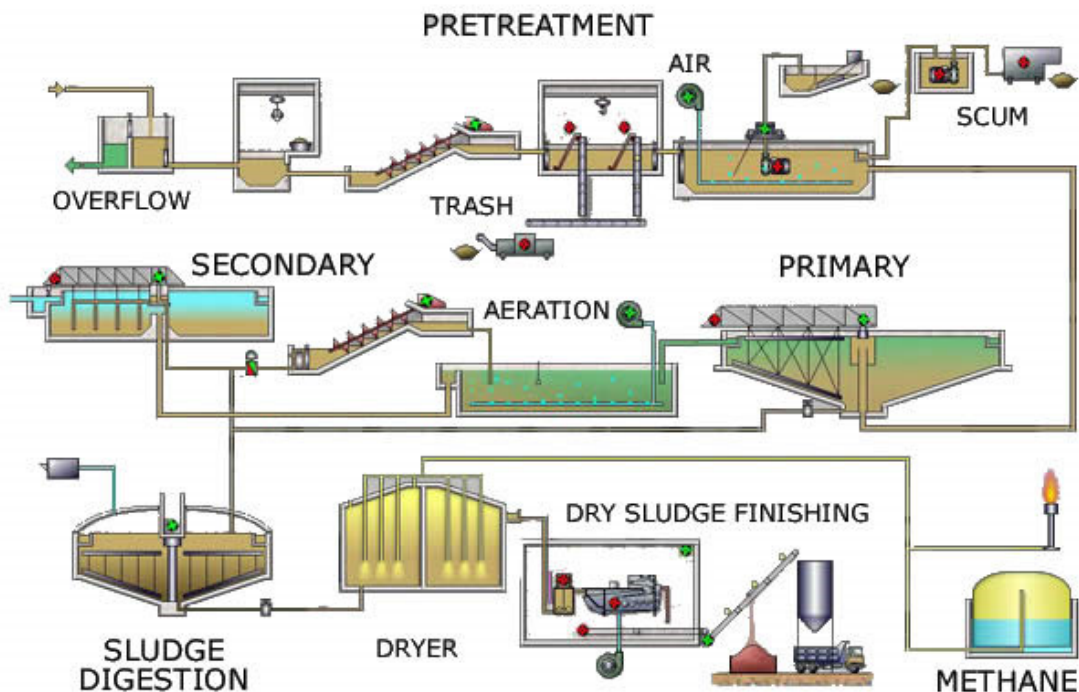 PRETREATMENT
AIR
SCUM
OVERFLOW
TRASH
SECONDARY
PRIMARY
AERATION
DRY SLUDGE FINISHING
SLUDGE
DIGESTION
DRYER
METHANE